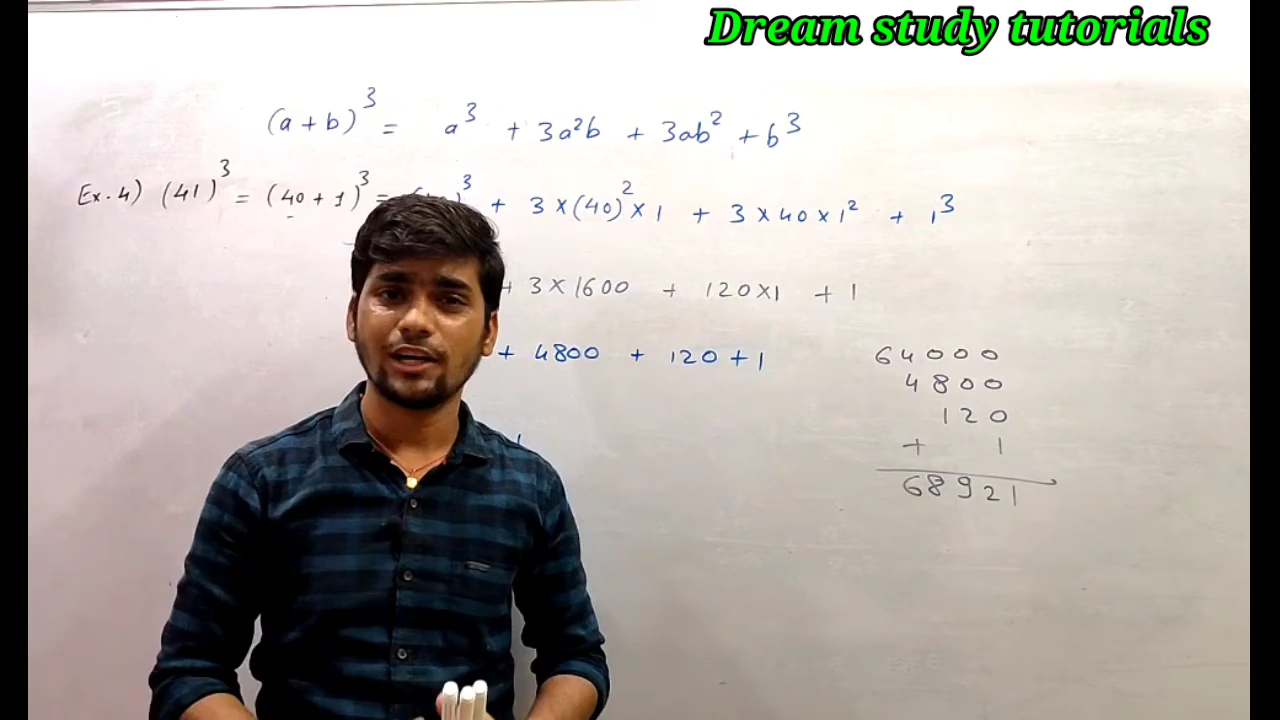 Dream study tutorials
(a + b)³ = a³ + 3a²b + 3ab² + b³
Ex. 4) (41)³ = (40 + 1)³ = ( )³ + 3 × (40)² × 1 + 3 × 40 × 1² + 1³
+ 3 × 1600 + 120×1 + 1
+ 4800 + 120 + 1
64000
4800
120
+ 1
68921